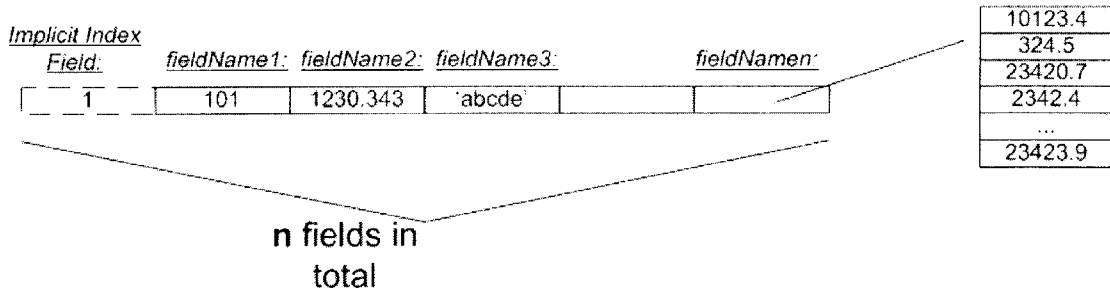 Implicit Index
Field:
fieldName1: fieldName2: fieldName3: fieldNamen:
1 101 1230.343 'abcde'
10123.4
324.5
23420.7
2342.4
...
23423.9
n fields in
total